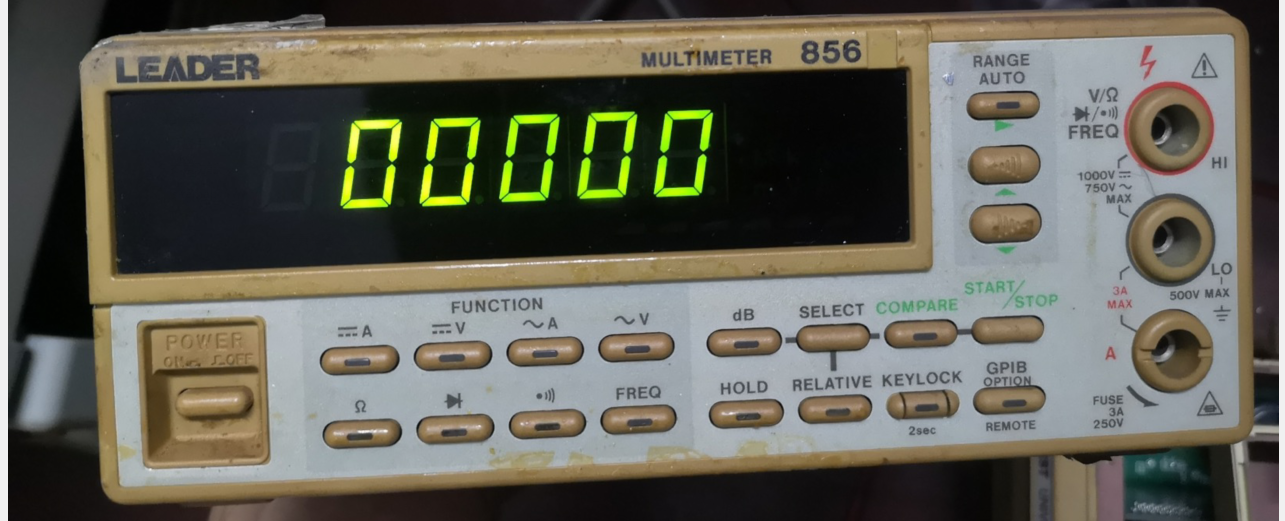 LEADER
MULTIMETER 856
00000
RANGE
AUTO
V/Ω
FREQ
HI
1000V
750V
MAX
LO
3A
MAX
500V MAX
A
FUSE
3A
250V
POWER
ON OFF
FUNCTION
A
V
~A
~V
Ω
FREQ
dB
SELECT
COMPARE
START/
STOP
HOLD
RELATIVE
KEYLOCK
2sec
GPIB
OPTION
REMOTE